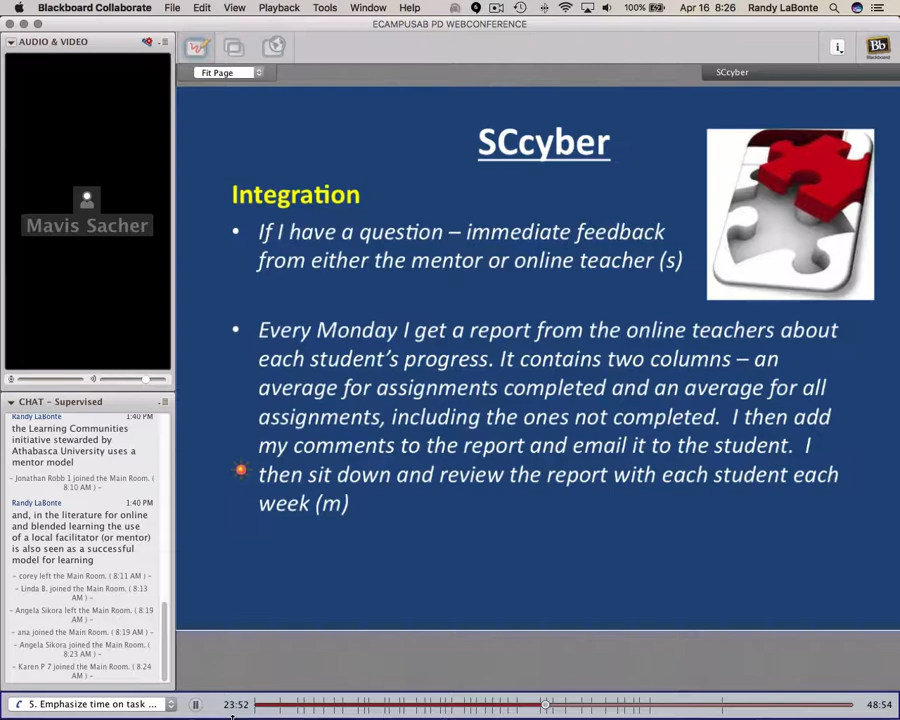 Blackboard Collaborate File Edit View Playback Tools Window Help 100% Apr 16 8:26 Randy LaBonte
ECAMPUSAB PD WEBCONFERENCE
AUDIO & VIDEO
Mavis Sacher
CHAT - Supervised
Randy LaBonte 1:40 PM
the Learning Communities
initiative stewarded by
Athabasca University uses a
mentor model
- Jonathan Robb 1 joined the Main Room.
( 8:10 AM ) -
Randy LaBonte 1:40 PM
and, in the literature for online
and blended learning the use
of a local facilitator (or mentor)
is also seen as a successful
model for learning
- corey left the Main Room. ( 8:11 AM ) -
- Linda B. joined the Main Room. ( 8:13
AM ) -
- Angela Sikora left the Main Room. ( 8:19
AM ) -
- ana joined the Main Room. ( 8:19 AM ) -
- Angela Sikora joined the Main Room. (
8:23 AM ) -
- Karen P 7 joined the Main Room. ( 8:24
AM ) -
Fit Page
SCcyber
i
Bb
Blackboard
SCcyber
Integration
• If I have a question – immediate feedback
from either the mentor or online teacher (s)
• Every Monday I get a report from the online teachers about
each student's progress. It contains two columns – an
average for assignments completed and an average for all
assignments, including the ones not completed. I then add
my comments to the report and email it to the student. I
then sit down and review the report with each student each
week (m)
5. Emphasize time on task ...
23:52
48:54